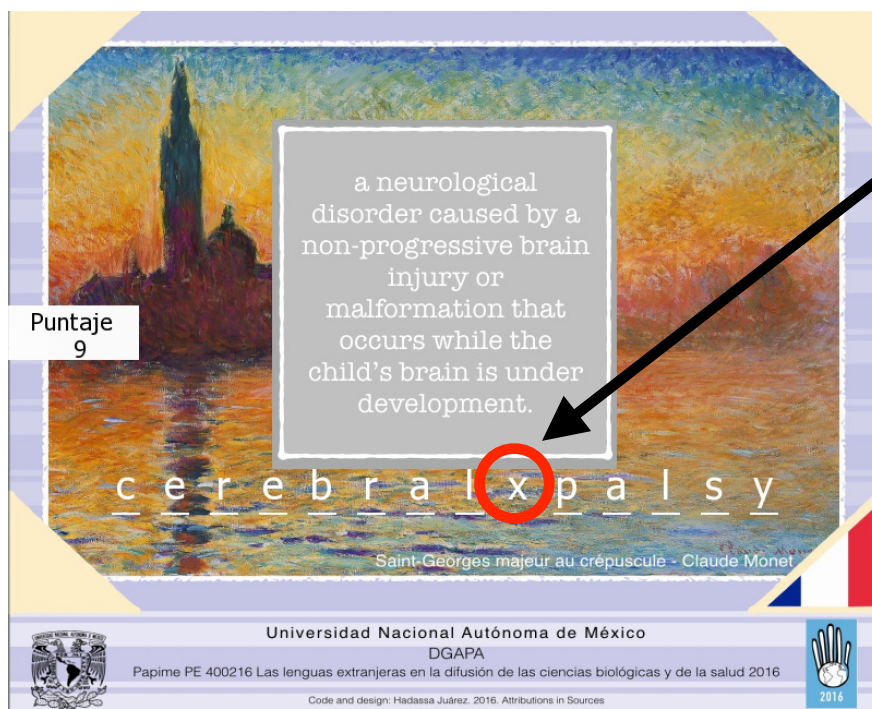 a neurological
disorder caused by a
non-progressive brain
injury or
malformation that
occurs while the
child's brain is under
development.
Puntaje
9
c e r e b r a l x p a l s y
Saint-Georges majeur au crépuscule - Claude Monet
Universidad Nacional Autónoma de México
DGAPA
Papime PE 400216 Las lenguas extranjeras en la difusión de las ciencias biológicas y de la salud 2016
Code and design: Hadassa Juárez. 2016. Attributions in Sources
2016